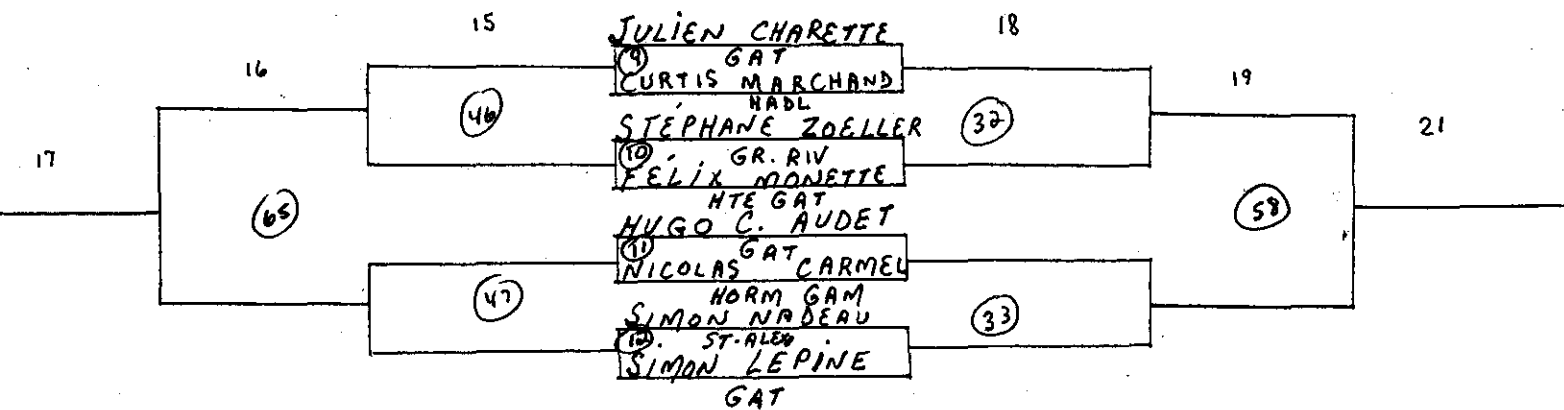 15
JULIEN CHARETTE
18
16
9 GAT
19
CURTIS MARCHAND
HADL
46
STÉPHANE ZOELLER
32
21
17
10 GR. RIV
FÉLIX MONETTE
HTE GAT
65
58
HUGO C. AUDET
11 GAT
NICOLAS CARMEL
HORM GAM
47
SIMON NADEAU
33
12. ST-ALEX
SIMON LEPINE
GAT